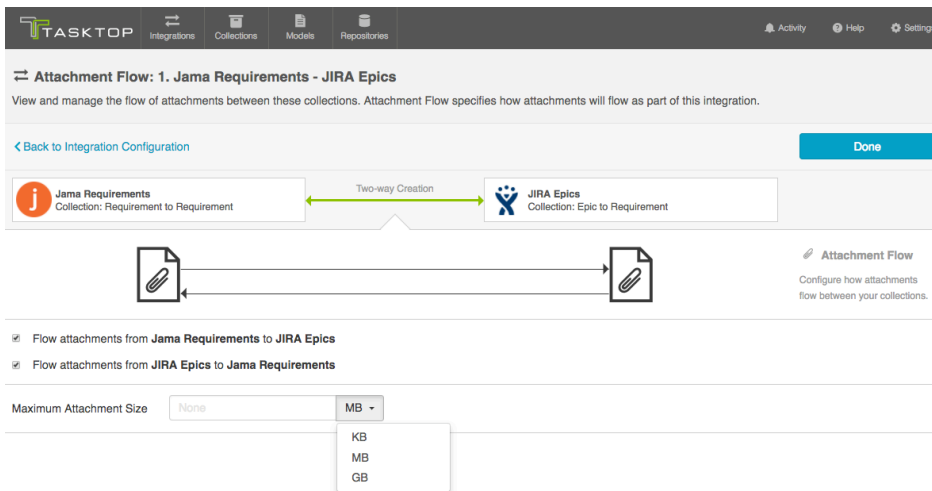 TASKTOP
Integrations
Collections
Models
Repositories
Activity
Help
Setting
Attachment Flow: 1. Jama Requirements - JIRA Epics
View and manage the flow of attachments between these collections. Attachment Flow specifies how attachments will flow as part of this integration.
Back to Integration Configuration
Done
Jama Requirements
Collection: Requirement to Requirement
Two-way Creation
JIRA Epics
Collection: Epic to Requirement
Attachment Flow
Configure how attachments
flow between your collections.
Flow attachments from Jama Requirements to JIRA Epics
Flow attachments from JIRA Epics to Jama Requirements
Maximum Attachment Size
None
MB
KB
MB
GB